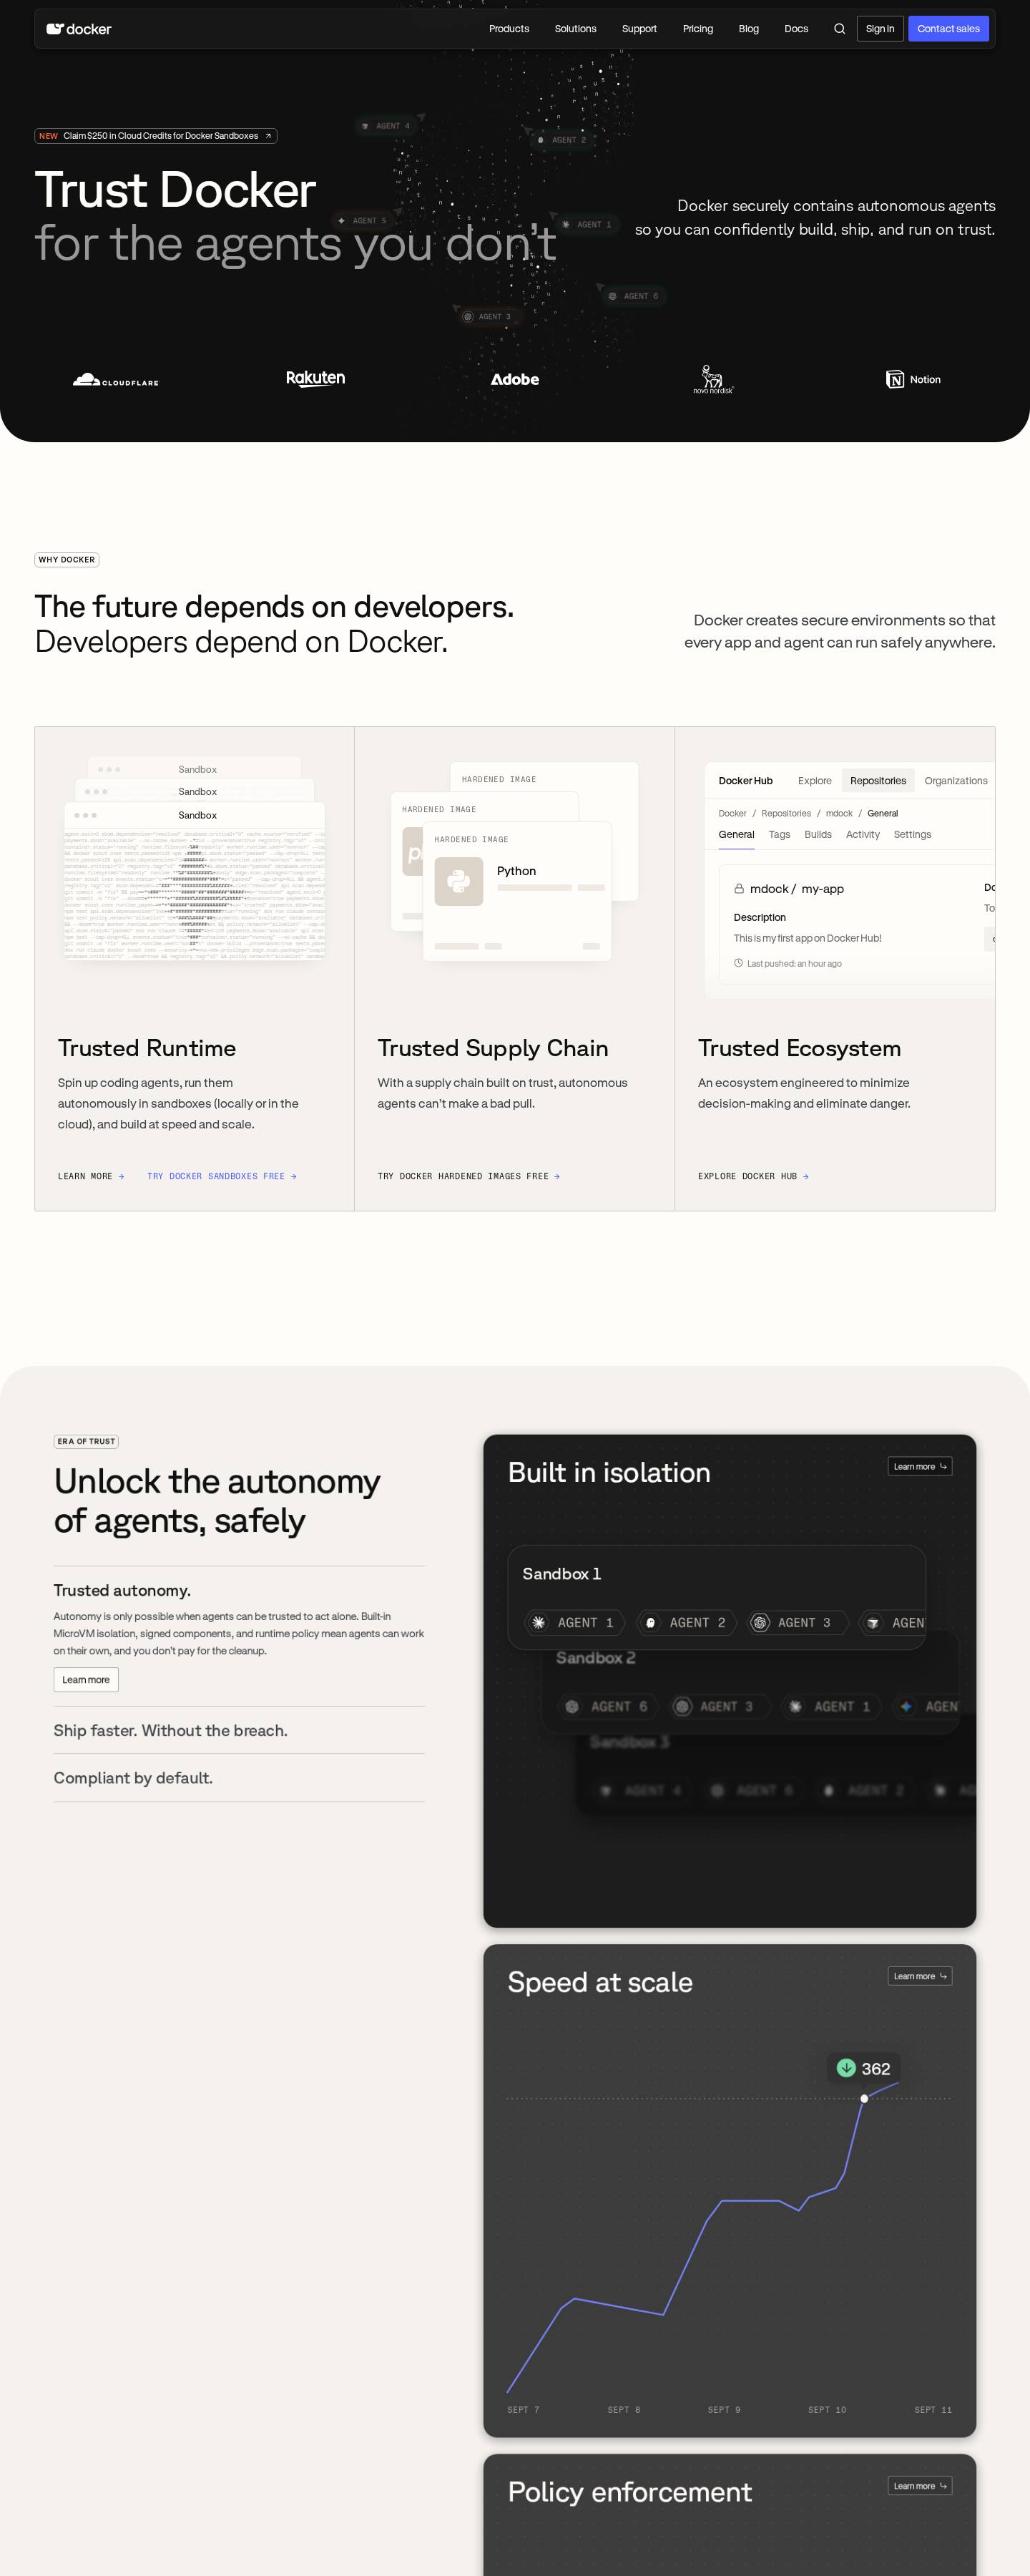 docker
Products Solutions Support Pricing Blog Docs Sign in Contact sales
NEW Claim $250 in Cloud Credits for Docker Sandboxes
AGENT 4
AGENT 2
Trust Docker
for the agents you don't
AGENT 5
AGENT 1
Docker securely contains autonomous agents
so you can confidently build, ship, and run on trust.
AGENT 6
AGENT 3
CLOUDFLARE
Rakuten
Adobe
novo nordisk
Notion
WHY DOCKER
The future depends on developers.
Developers depend on Docker.
Docker creates secure environments so that
every app and agent can run safely anywhere.
Sandbox
Sandbox
Sandbox
HARDENED IMAGE
HARDENED IMAGE
HARDENED IMAGE
Python
Docker Hub Explore Repositories Organizations
Docker / Repositories / mdock / General
General Tags Builds Activity Settings
mdock / my-app
Description
This is my first app on Docker Hub!
Last pushed: an hour ago
Trusted Runtime
Spin up coding agents, run them
autonomously in sandboxes (locally or in the
cloud), and build at speed and scale.
LEARN MORE → TRY DOCKER SANDBOXES FREE →
Trusted Supply Chain
With a supply chain built on trust, autonomous
agents can't make a bad pull.
TRY DOCKER HARDENED IMAGES FREE →
Trusted Ecosystem
An ecosystem engineered to minimize
decision-making and eliminate danger.
EXPLORE DOCKER HUB →
ERA OF TRUST
Unlock the autonomy
of agents, safely
Trusted autonomy.
Autonomy is only possible when agents can be trusted to act alone. Built-in
MicroVM isolation, signed components, and runtime policy mean agents can work
on their own, and you don't pay for the cleanup.
Learn more
Ship faster. Without the breach.
Compliant by default.
Built in isolation
Learn more
Sandbox 1
AGENT 1 AGENT 2 AGENT 3 AGEN
Sandbox 2
AGENT 6 AGENT 3 AGENT 1 AGEN
Sandbox 3
AGENT 4 AGENT 6 AGENT 2 AG
Speed at scale
Learn more
362
SEPT 7 SEPT 8 SEPT 9 SEPT 10 SEPT 11
Policy enforcement
Learn more